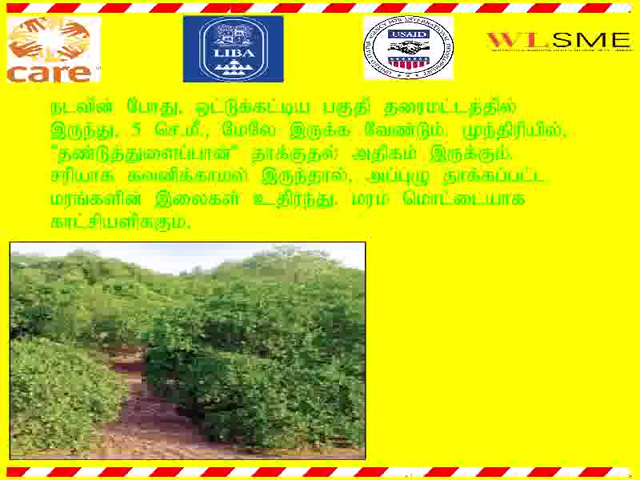 care
LIBA
USAID
WLSME
நடவின் போது, ஒட்டுக்கட்டிய பகுதி தரைமட்டத்தில்
இருந்து, 5 செ.மீ., மேலே இருக்க வேண்டும். முந்திரியில்,
"தண்டுத்துளைப்பான்" தாக்குதல் அதிகம் இருக்கும்.
சரியாக கவனிக்காமல் இருந்தால், அப்புழு தாக்கப்பட்ட
மரங்களின் இலைகள் உதிர்ந்து, மரம் மொட்டையாக
காட்சியளிக்கும்.